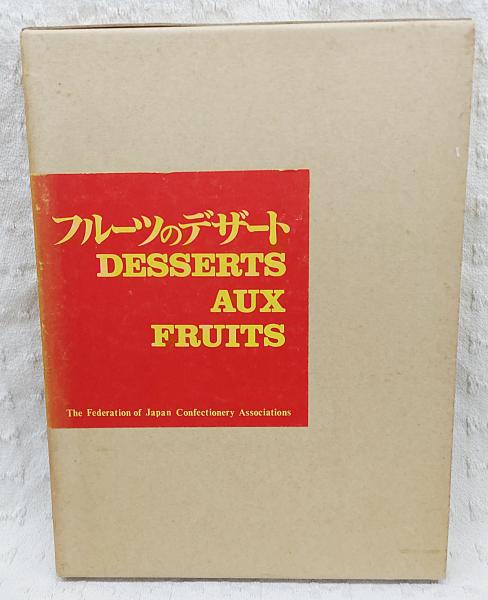 フルーツのデザート
DESSERTS
AUX
FRUITS
The Federation of Japan Confectionery Associations